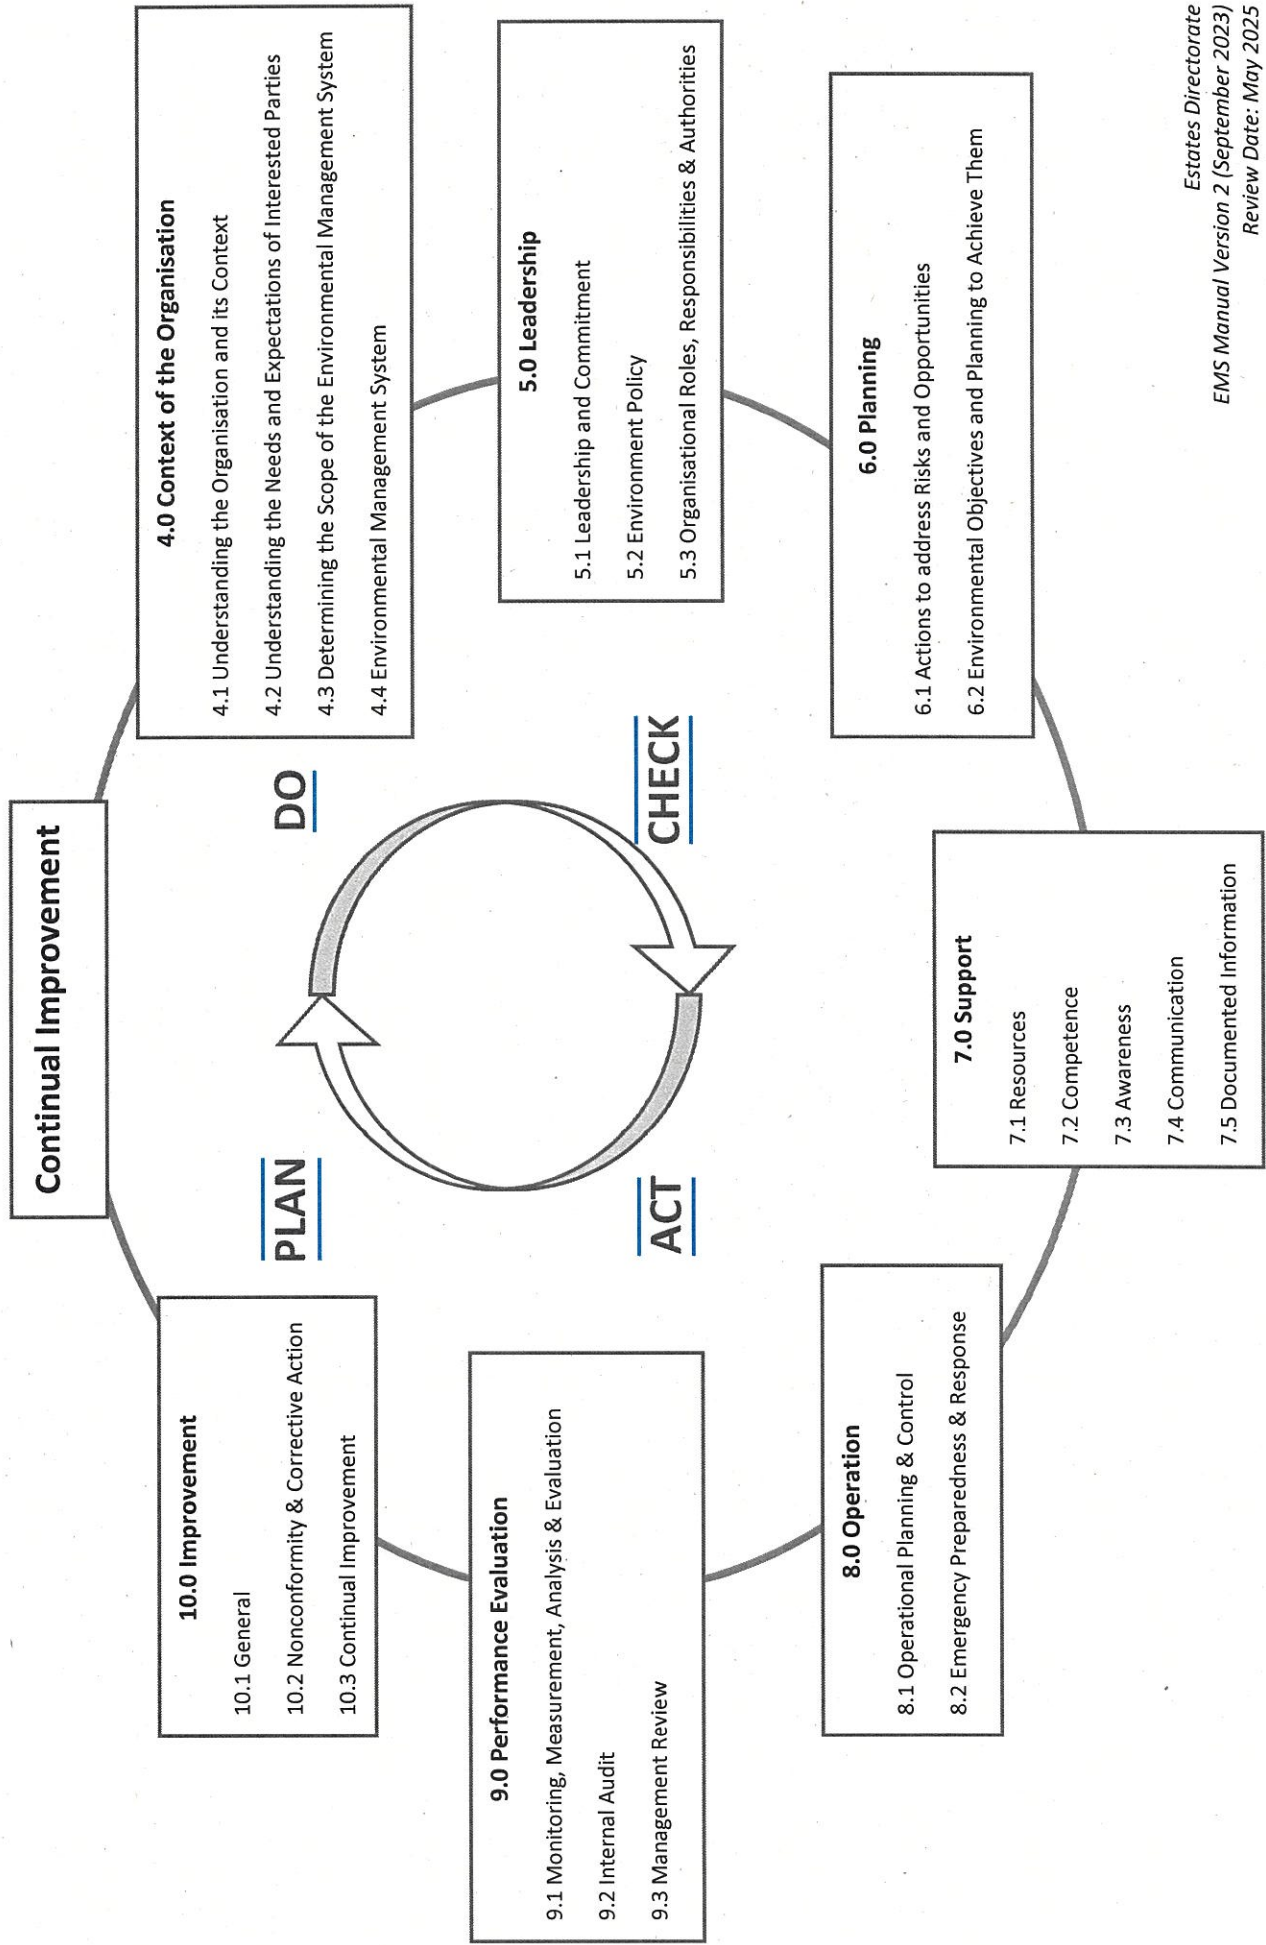 Continual Improvement
4.0 Context of the Organisation
4.1 Understanding the Organisation and its Context
4.2 Understanding the Needs and Expectations of Interested Parties
4.3 Determining the Scope of the Environmental Management System
4.4 Environmental Management System
5.0 Leadership
5.1 Leadership and Commitment
5.2 Environment Policy
5.3 Organisational Roles, Responsibilities & Authorities
6.0 Planning
6.1 Actions to address Risks and Opportunities
6.2 Environmental Objectives and Planning to Achieve Them
7.0 Support
7.1 Resources
7.2 Competence
7.3 Awareness
7.4 Communication
7.5 Documented Information
8.0 Operation
8.1 Operational Planning & Control
8.2 Emergency Preparedness & Response
9.0 Performance Evaluation
9.1 Monitoring, Measurement, Analysis & Evaluation
9.2 Internal Audit
9.3 Management Review
10.0 Improvement
10.1 General
10.2 Nonconformity & Corrective Action
10.3 Continual Improvement
PLAN
DO
CHECK
ACT
Estates Directorate
EMS Manual Version 2 (September 2023)
Review Date: May 2025